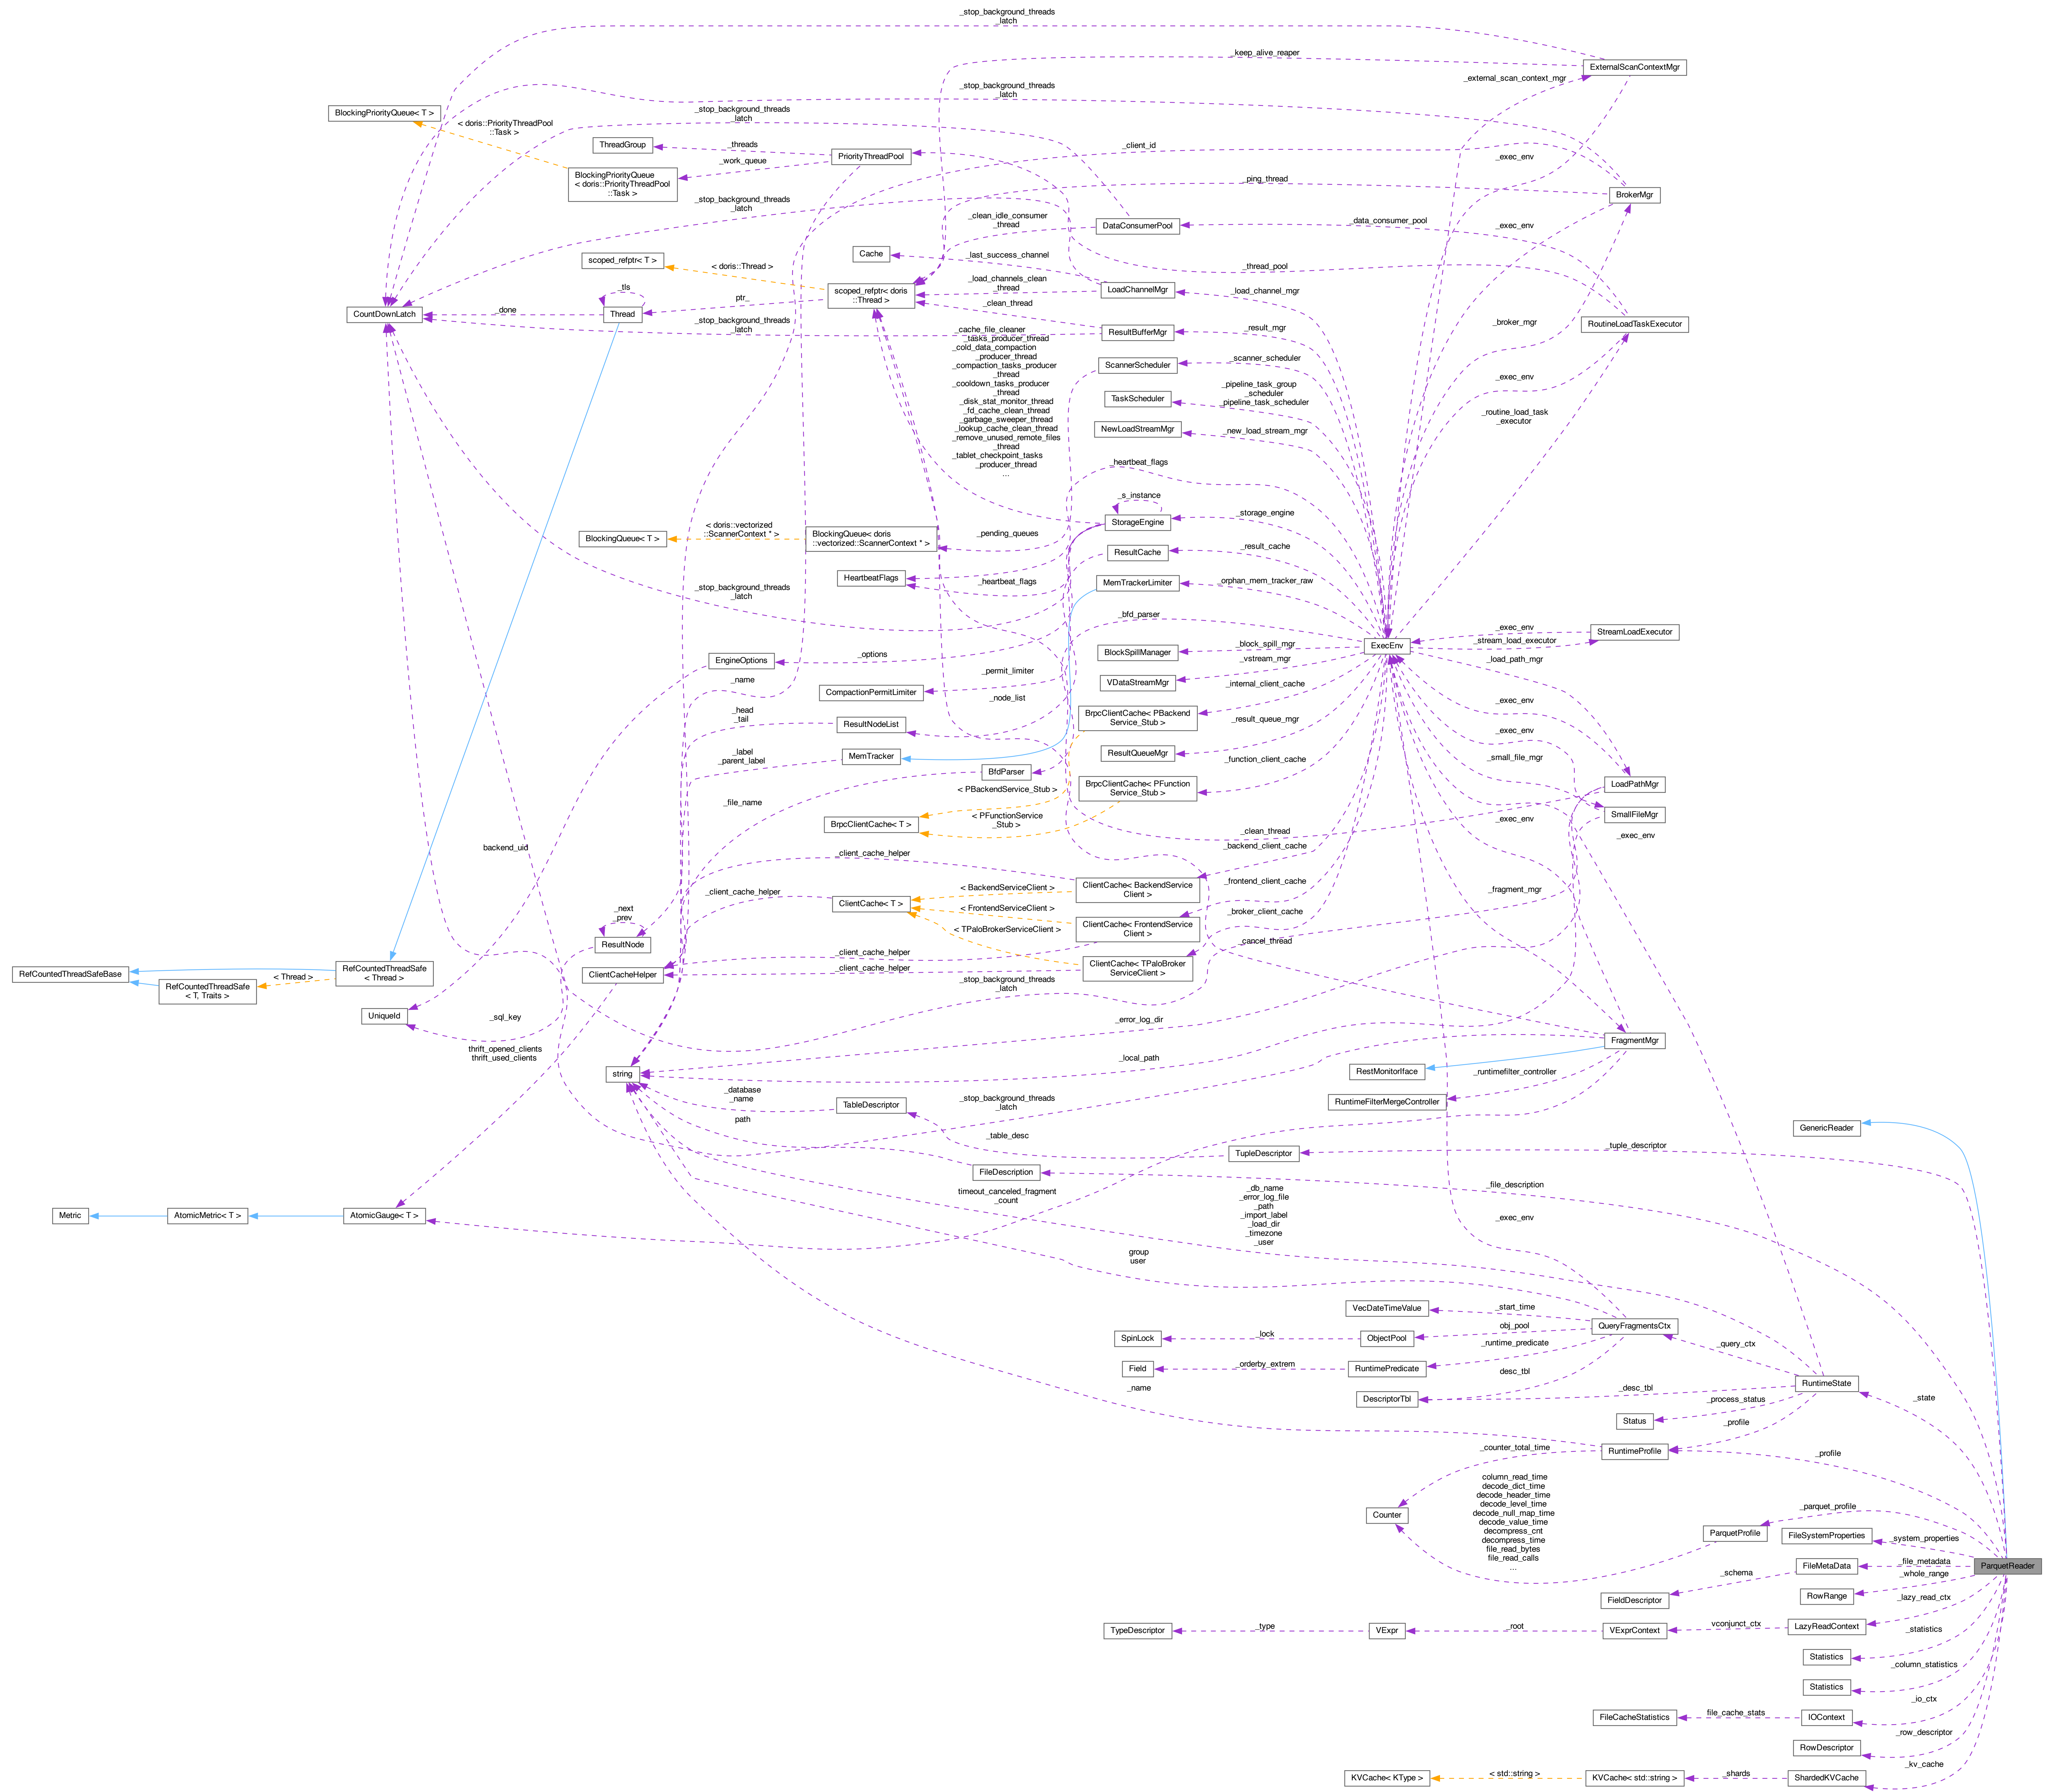 _stop_background_threads
_latch
_keep_alive_reaper
ExternalScanContextMgr
_external_scan_context_mgr
_stop_background_threads
_latch
BlockingPriorityQueue< T >
_stop_background_threads
_latch
< doris::PriorityThreadPool
::Task >
ThreadGroup
_threads
PriorityThreadPool
_client_id
_exec_env
_work_queue
BlockingPriorityQueue
< doris::PriorityThreadPool
::Task >
_ping_thread
BrokerMgr
_stop_background_threads
_latch
_clean_idle_consumer
_thread
DataConsumerPool
_data_consumer_pool
_exec_env
Cache
_last_success_channel
scoped_refptr< T >
< doris::Thread >
_thread_pool
_load_channels_clean
_thread
LoadChannelMgr
_load_channel_mgr
scoped_refptr< doris
::Thread >
_tls
ptr_
_clean_thread
CountDownLatch
_done
Thread
_stop_background_threads
_latch
ResultBufferMgr
_result_mgr
_broker_mgr
RoutineLoadTaskExecutor
_cache_file_cleaner
_tasks_producer_thread
_cold_data_compaction
_producer_thread
_compaction_tasks_producer
_thread
_cooldown_tasks_producer
_thread
_disk_stat_monitor_thread
_fd_cache_clean_thread
_garbage_sweeper_thread
_lookup_cache_clean_thread
_remove_unused_remote_files
_thread
_tablet_checkpoint_tasks
_producer_thread
...
ScannerScheduler
_scanner_scheduler
_exec_env
TaskScheduler
_pipeline_task_group
_scheduler
_pipeline_task_scheduler
_routine_load_task
_executor
NewLoadStreamMgr
_new_load_stream_mgr
_heartbeat_flags
_s_instance
StorageEngine
_storage_engine
BlockingQueue< T >
< doris::vectorized
::ScannerContext * >
BlockingQueue< doris
::vectorized::ScannerContext * >
_pending_queues
ResultCache
_result_cache
HeartbeatFlags
_heartbeat_flags
MemTrackerLimiter
_orphan_mem_tracker_raw
_stop_background_threads
_latch
_bfd_parser
_exec_env
StreamLoadExecutor
_stream_load_executor
ExecEnv
BlockSpillManager
_block_spill_mgr
EngineOptions
_options
_load_path_mgr
_name
_permit_limiter
VDataStreamMgr
_vstream_mgr
CompactionPermitLimiter
_internal_client_cache
_node_list
_exec_env
_head
_tail
ResultNodeList
BrpcClientCache< PBackend
Service_Stub >
_result_queue_mgr
_exec_env
_label
_parent_label
MemTracker
ResultQueueMgr
_function_client_cache
_small_file_mgr
BfdParser
LoadPathMgr
< PBackendService_Stub >
BrpcClientCache< PFunction
Service_Stub >
_file_name
SmallFileMgr
BrpcClientCache< T >
< PFunctionService
_Stub >
_exec_env
_clean_thread
_exec_env
backend_uid
_client_cache_helper
_backend_client_cache
ClientCache< BackendService
Client >
< BackendServiceClient >
_client_cache_helper
ClientCache< T >
_frontend_client_cache
_fragment_mgr
_next
_prev
< FrontendServiceClient >
ClientCache< FrontendService
Client >
_broker_client_cache
< TPaloBrokerServiceClient >
ResultNode
_cancel_thread
_client_cache_helper
ClientCache< TPaloBroker
ServiceClient >
RefCountedThreadSafeBase
< Thread >
RefCountedThreadSafe
< Thread >
ClientCacheHelper
_client_cache_helper
RefCountedThreadSafe
< T, Traits >
_stop_background_threads
_latch
UniqueId
_sql_key
_error_log_dir
FragmentMgr
thrift_opened_clients
thrift_used_clients
_local_path
RestMonitorIface
string
_runtimefilter_controller
_database
_name
TableDescriptor
_stop_background_threads
_latch
RuntimeFilterMergeController
path
GenericReader
_table_desc
TupleDescriptor
_tuple_descriptor
FileDescription
_file_description
timeout_canceled_fragment
_count
_db_name
_error_log_file
_path
_import_label
_load_dir
_timezone
_user
Metric
AtomicMetric< T >
AtomicGauge< T >
_exec_env
group
user
VecDateTimeValue
_start_time
QueryFragmentsCtx
SpinLock
_lock
ObjectPool
obj_pool
_query_ctx
_runtime_predicate
Field
_orderby_extrem
RuntimePredicate
desc_tbl
_name
DescriptorTbl
_desc_tbl
RuntimeState
_state
_process_status
Status
_profile
_counter_total_time
RuntimeProfile
_profile
column_read_time
decode_dict_time
decode_header_time
decode_level_time
decode_null_map_time
decode_value_time
decompress_cnt
decompress_time
file_read_bytes
file_read_calls
...
Counter
_parquet_profile
ParquetProfile
FileSystemProperties
_system_properties
ParquetReader
FileMetaData
_file_metadata
_schema
_whole_range
FieldDescriptor
RowRange
_lazy_read_ctx
TypeDescriptor
_type
VExpr
_root
VExprContext
vconjunct_ctx
LazyReadContext
_statistics
Statistics
_column_statistics
Statistics
_io_ctx
FileCacheStatistics
file_cache_stats
IOContext
_row_descriptor
RowDescriptor
_kv_cache
KVCache< KType >
< std::string >
KVCache< std::string >
_shards
ShardedKVCache